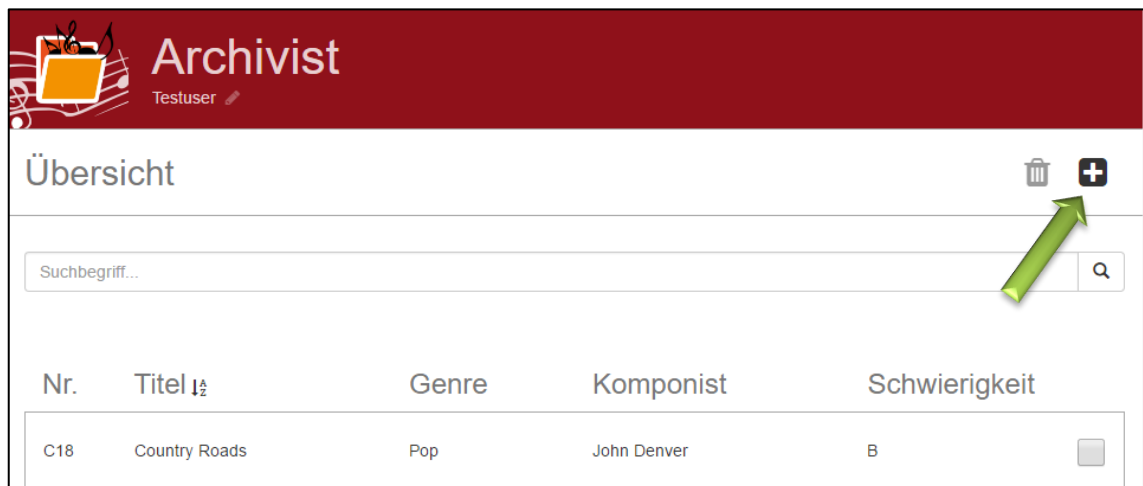 Archivist
Testuser
Übersicht
Suchbegriff...
Nr. Titel Genre Komponist Schwierigkeit
C18 Country Roads Pop John Denver B